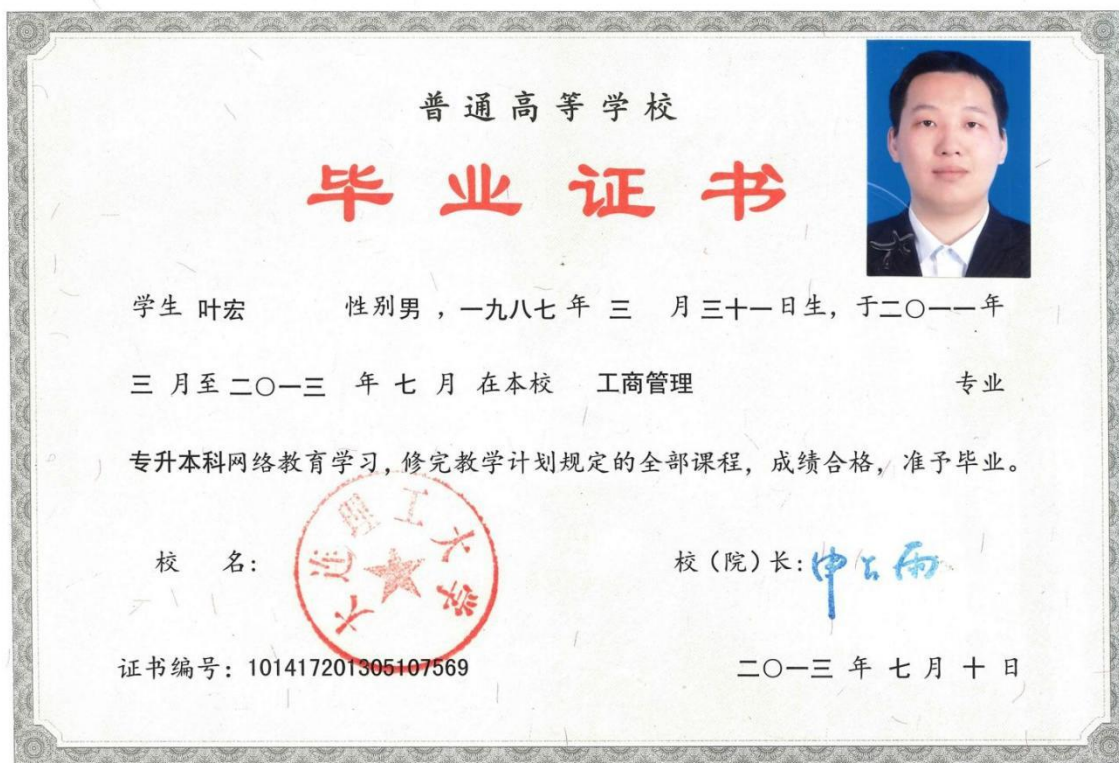 普通高等学校
毕业证书
学生 叶宏 性别男 ，一九八七 年 三 月 三十一日生，于二〇一一年
三 月至 二〇一三 年 七 月 在本校 工商管理 专业
专升本科网络教育学习，修完教学计划规定的全部课程，成绩合格，准予毕业。
校 名： 大连理工大学
校（院）长：申长雨
证书编号：101417201305107569
二〇一三 年 七 月 十 日